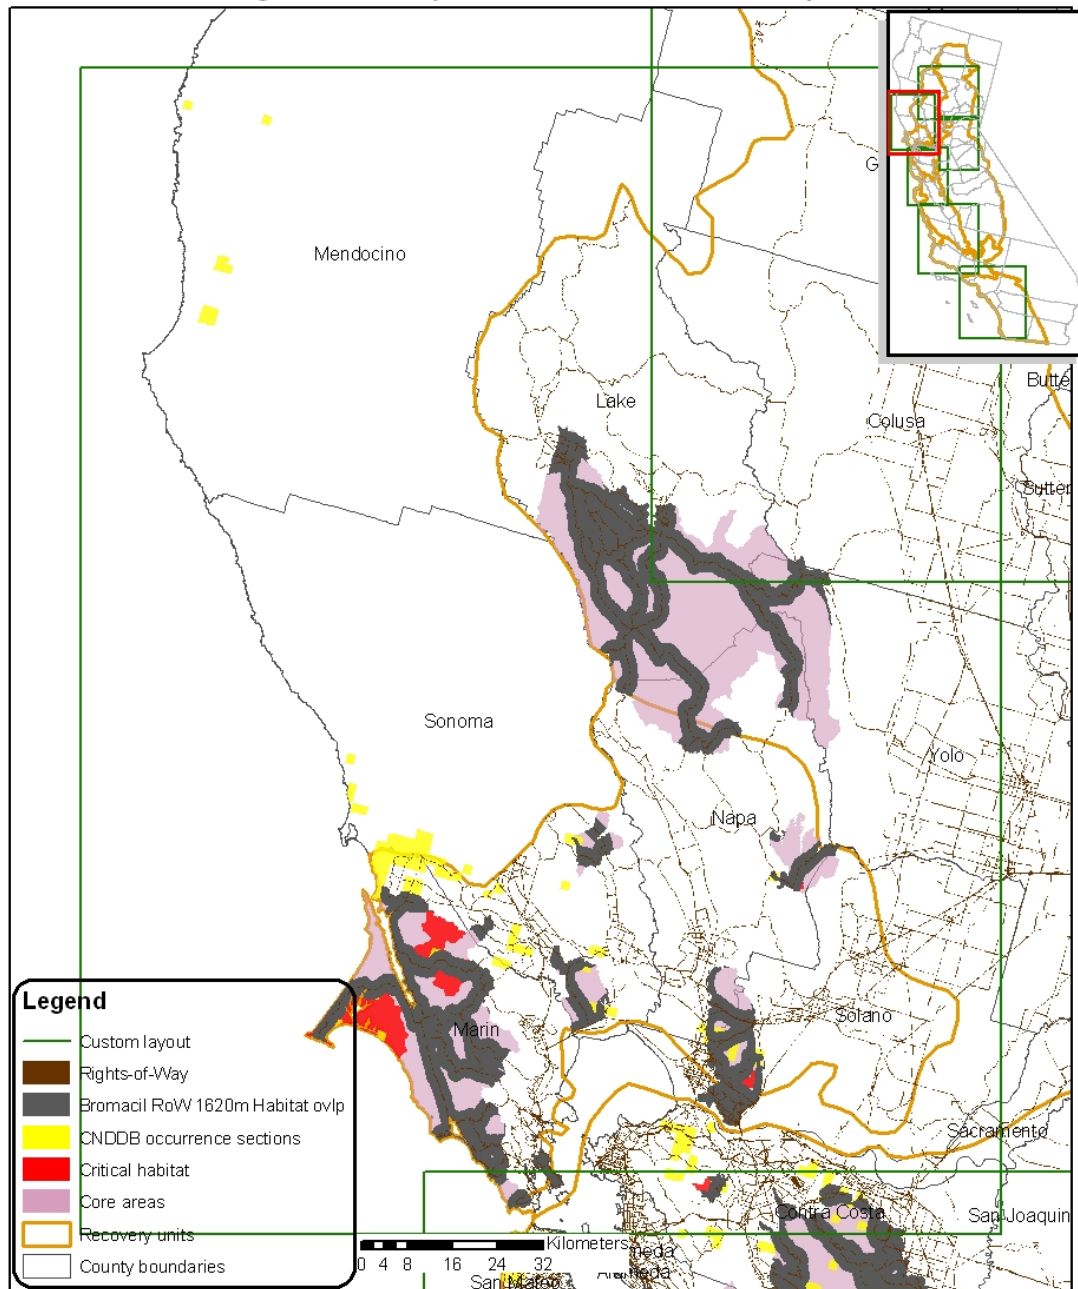 Mendocino
Lake
Colusa
Butte
Sutter
Sonoma
Yolo
Napa
Solano
Marin
Sacramento
Contra Costa
San Joaquin
San Mateo
Legend
Custom layout
Rights-of-Way
Bromacil RoW 1620m Habitat ovlp
CNDDB occurrence sections
Critical habitat
Core areas
Recovery units
County boundaries
Kilometers
0 4 8 16 24 32